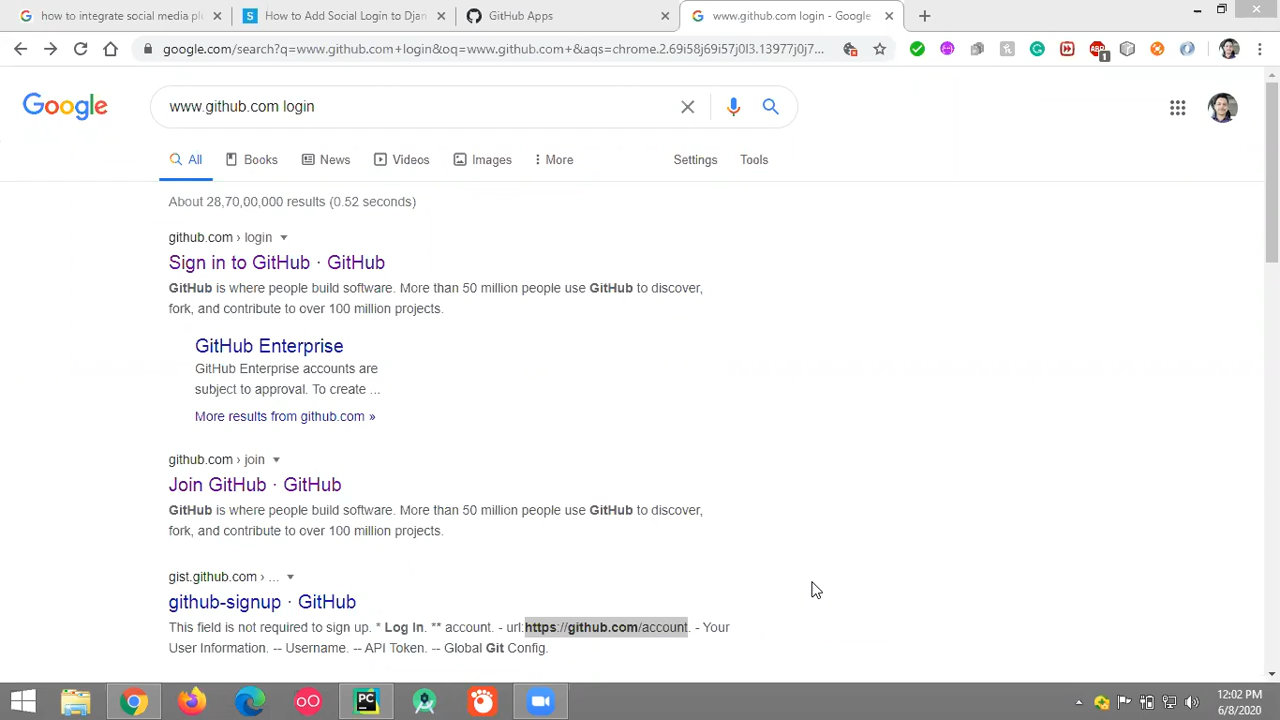 how to integrate social media pl
How to Add Social Login to Djan
GitHub Apps
www.github.com login - Google
google.com/search?q=www.github.com+login&oq=www.github.com+&aqs=chrome.2.69i58j69i57j0l3.13977j0j7...
ABP
1
Google
www.github.com login
All
Books
News
Videos
Images
More
Settings
Tools
About 28,70,00,000 results (0.52 seconds)
github.com › login
Sign in to GitHub · GitHub
GitHub is where people build software. More than 50 million people use GitHub to discover,
fork, and contribute to over 100 million projects.
GitHub Enterprise
GitHub Enterprise accounts are
subject to approval. To create ...
More results from github.com »
github.com › join
Join GitHub · GitHub
GitHub is where people build software. More than 50 million people use GitHub to discover,
fork, and contribute to over 100 million projects.
gist.github.com › ...
github-signup · GitHub
This field is not required to sign up. * Log In. ** account. - url:https://github.com/account. - Your
User Information. -- Username. -- API Token. -- Global Git Config.
PC
12:02 PM
6/8/2020